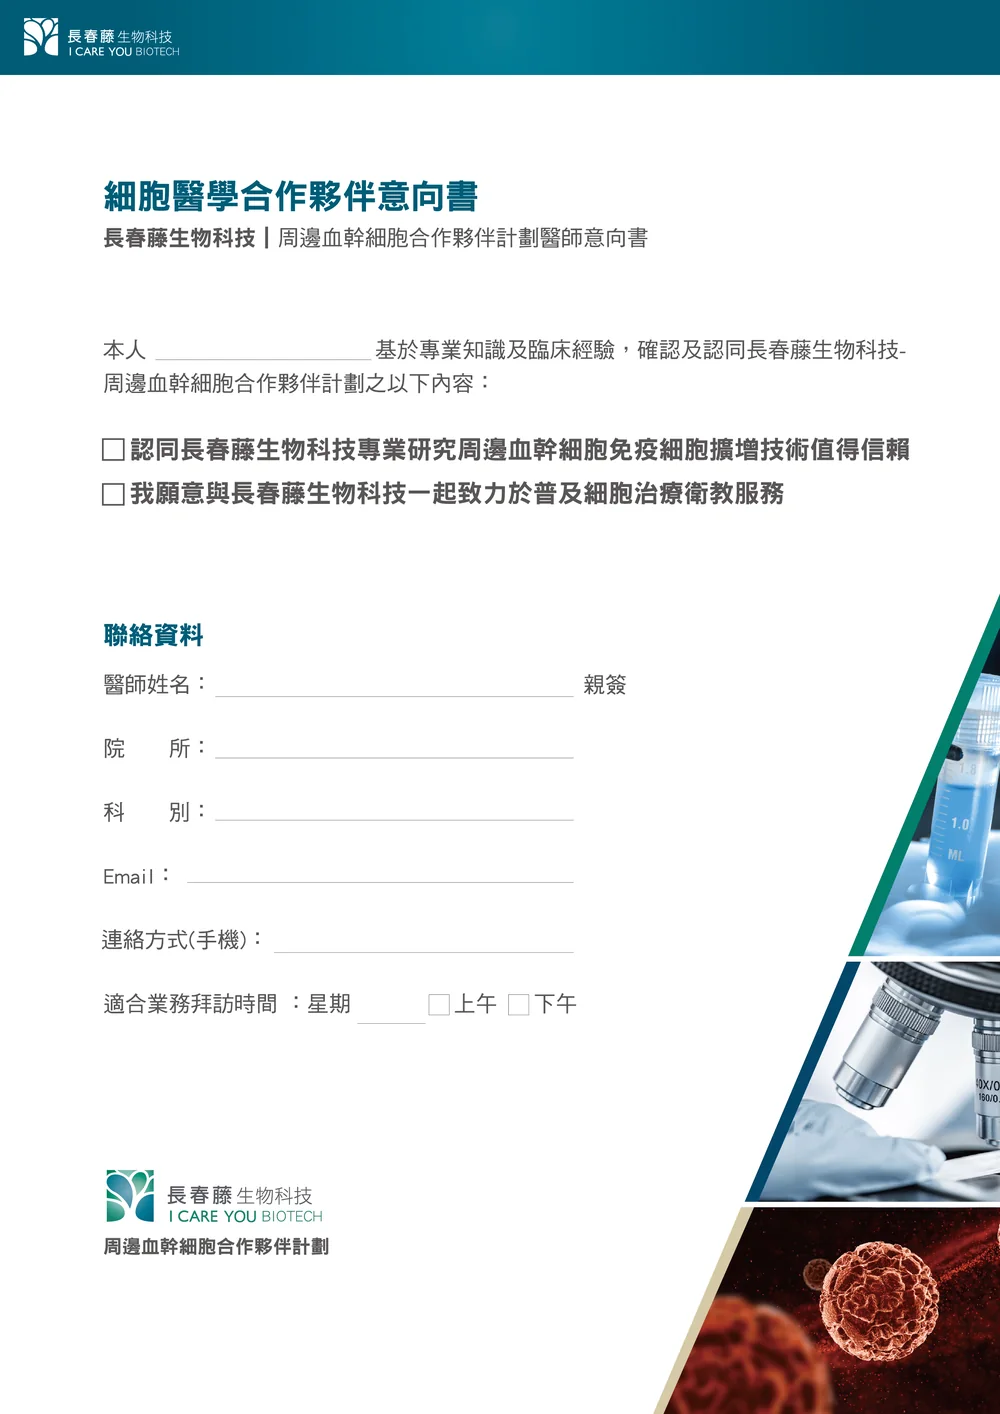 長春藤生物科技
I CARE YOU BIOTECH
細胞醫學合作夥伴意向書
長春藤生物科技|周邊血幹細胞合作夥伴計劃醫師意向書
本人 基於專業知識及臨床經驗，確認及認同長春藤生物科技-
周邊血幹細胞合作夥伴計劃之以下內容：
認同長春藤生物科技專業研究周邊血幹細胞免疫細胞擴增技術值得信賴
我願意與長春藤生物科技一起致力於普及細胞治療衛教服務
聯絡資料
醫師姓名： 親簽
院 所：
科 別：
Email：
連絡方式(手機)：
適合業務拜訪時間 ：星期 上午 下午
1.8
1.0
ML
40X/0
160/0.
長春藤生物科技
I CARE YOU BIOTECH
周邊血幹細胞合作夥伴計劃